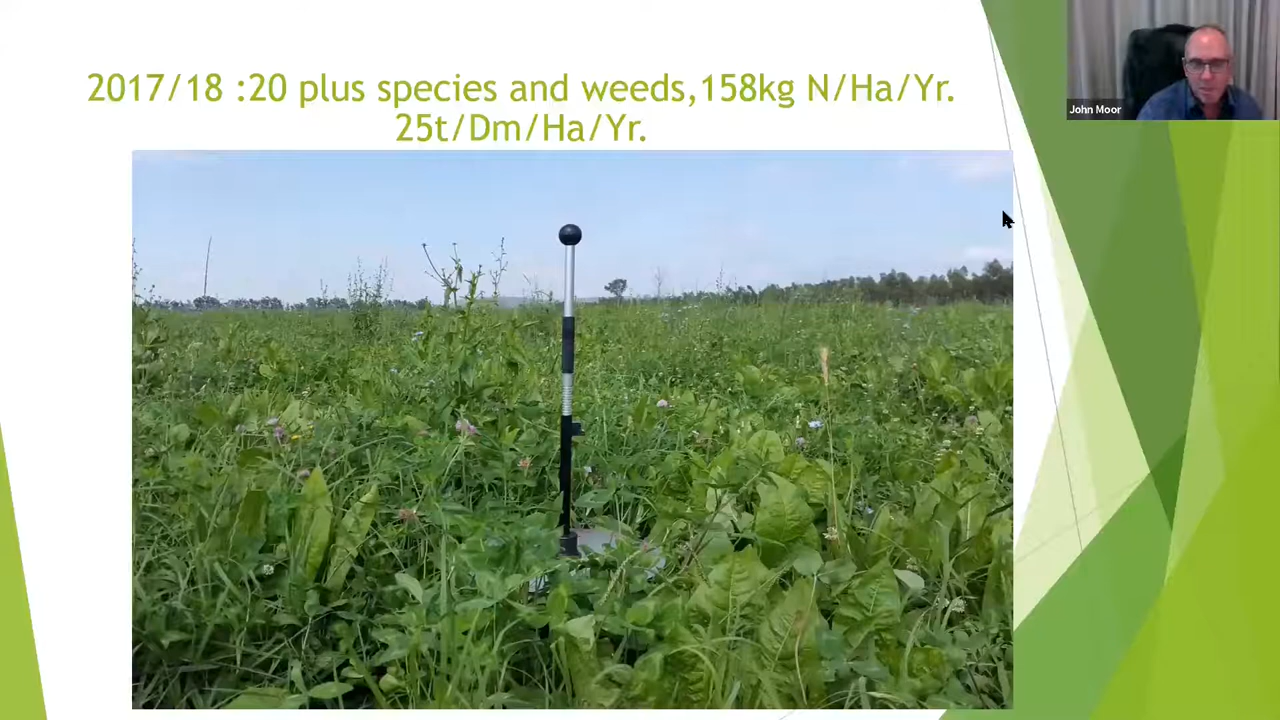 2017/18 :20 plus species and weeds,158kg N/Ha/Yr.
25t/Dm/Ha/Yr.
John Moor